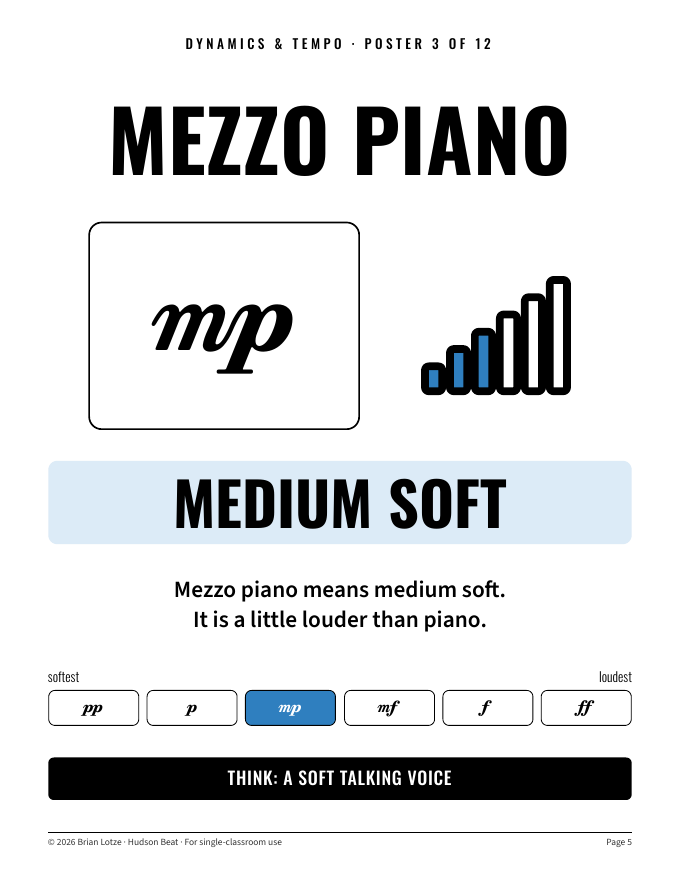 DYNAMICS & TEMPO · POSTER 3 OF 12
MEZZO PIANO
mp
MEDIUM SOFT
Mezzo piano means medium soft.
It is a little louder than piano.
softest loudest
pp p mp mf f ff
THINK: A SOFT TALKING VOICE
© 2026 Brian Lotze · Hudson Beat · For single-classroom use Page 5